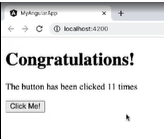 MyAngularApp
localhost:4200
Congratulations!
The button has been clicked 11 times
Click Me!